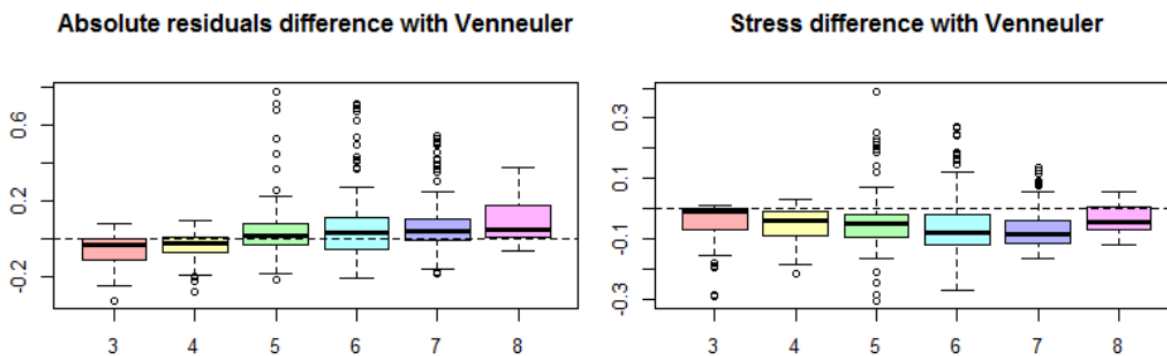 Absolute residuals difference with Venneuler
0.6
0.2
-0.2
3 4 5 6 7 8
Stress difference with Venneuler
0.3
0.1
-0.1
-0.3
3 4 5 6 7 8